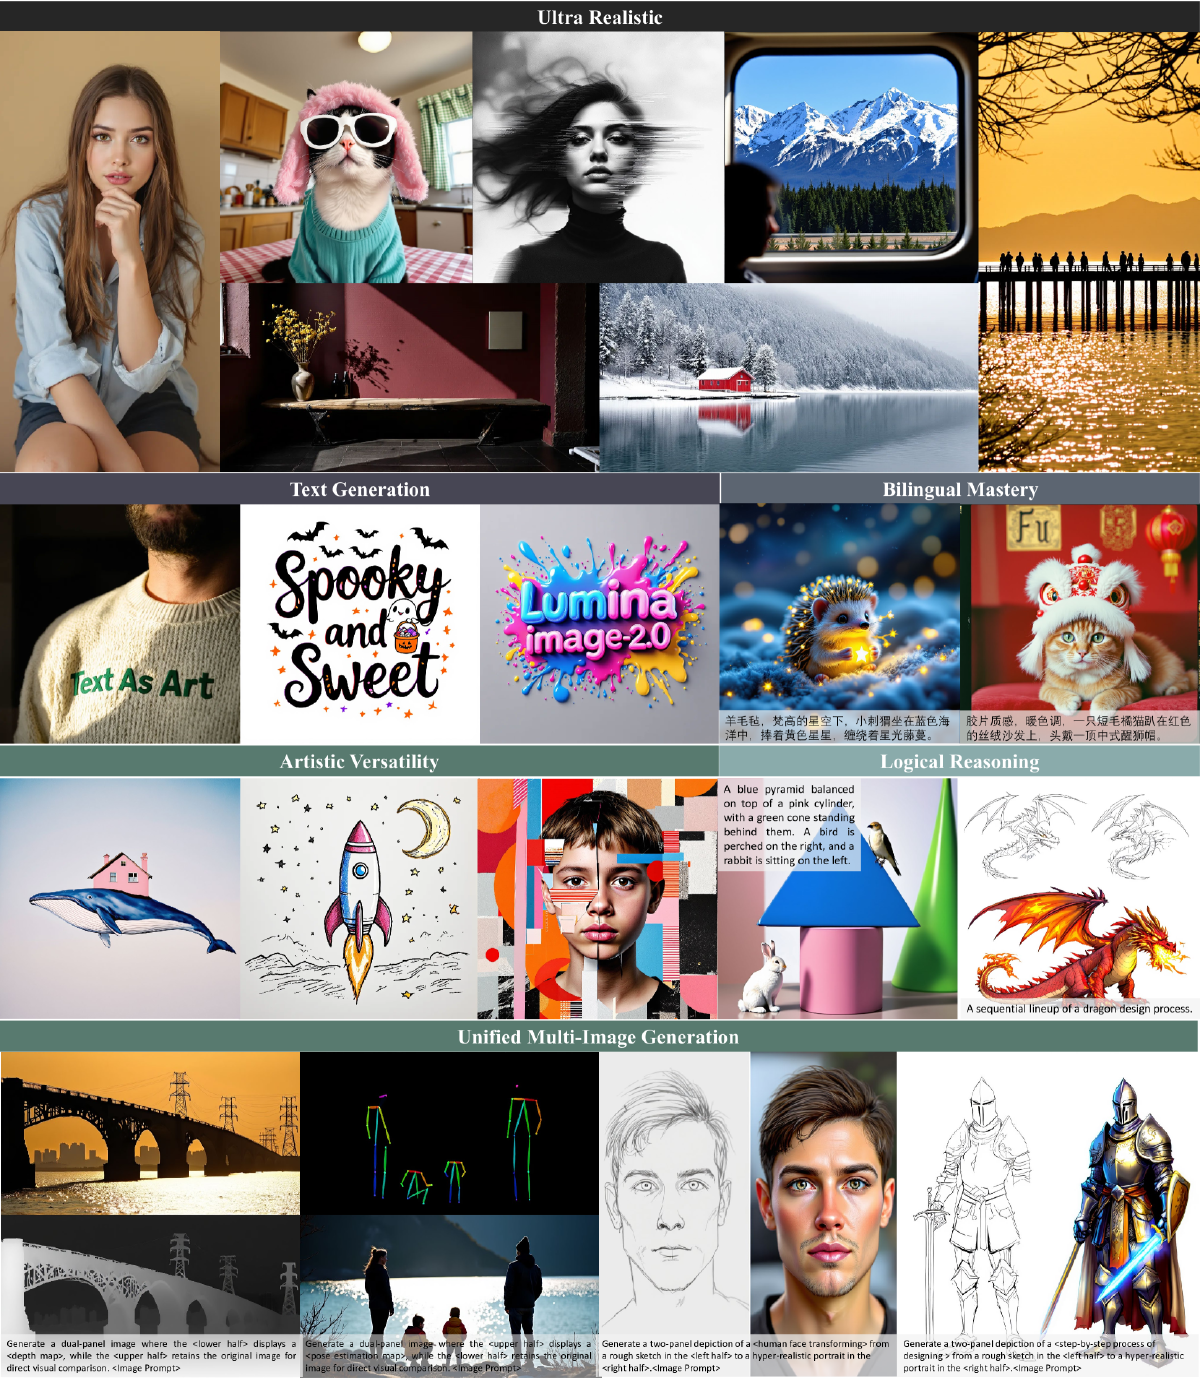 Ultra Realistic
Text Generation
Bilingual Mastery
Text As Art
Spooky
and
Sweet
Lumina
image-2.0
Fu
羊毛毡，梵高的星空下，小刺猬坐在蓝色海
洋中，捧着黄色星星，缠绕着星光藤蔓。
胶片质感，暖色调，一只短毛橘猫趴在红色
的丝绒沙发上，头戴一顶中式醒狮帽。
Artistic Versatility
Logical Reasoning
A blue pyramid balanced
on top of a pink cylinder,
with a green cone standing
behind them. A bird is
perched on the right, and a
rabbit is sitting on the left.
A sequential lineup of a dragon design process.
Unified Multi-Image Generation
Generate a dual-panel image where the <lower half> displays a
<depth map>, while the <upper half> retains the original image for
direct visual comparison. <Image Prompt>
Generate a dual-panel image where the <upper half> displays a
<pose estimation map>, while the <lower half> retains the original
image for direct visual comparison. <Image Prompt>
Generate a two-panel depiction of a <human face transforming> from
a rough sketch in the <left half> to a hyper-realistic portrait in the
<right half>.<Image Prompt>
Generate a two-panel depiction of a <step-by-step process of
designing > from a rough sketch in the <left half> to a hyper-realistic
portrait in the <right half>.<Image Prompt>